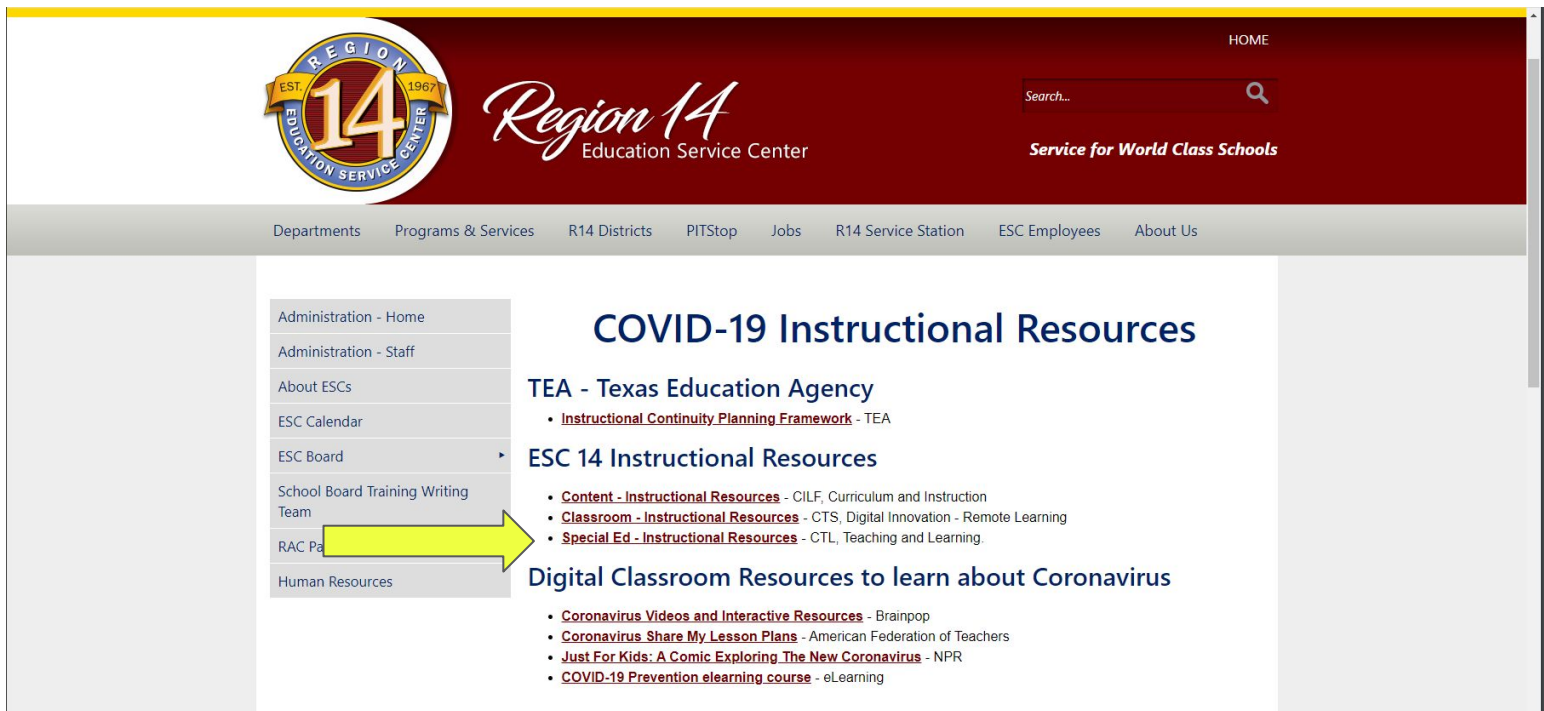 HOME
REGION
EST. 14 1967
EDUCATION SERVICE CENTER
Region 14
Education Service Center
Search...
Service for World Class Schools
Departments Programs & Services R14 Districts PITStop Jobs R14 Service Station ESC Employees About Us
Administration - Home
Administration - Staff
About ESCs
ESC Calendar
ESC Board
School Board Training Writing
Team
RAC Pa
Human Resources
COVID-19 Instructional Resources
TEA - Texas Education Agency
• Instructional Continuity Planning Framework - TEA
ESC 14 Instructional Resources
• Content - Instructional Resources - CILF, Curriculum and Instruction
• Classroom - Instructional Resources - CTS, Digital Innovation - Remote Learning
• Special Ed - Instructional Resources - CTL, Teaching and Learning.
Digital Classroom Resources to learn about Coronavirus
• Coronavirus Videos and Interactive Resources - Brainpop
• Coronavirus Share My Lesson Plans - American Federation of Teachers
• Just For Kids: A Comic Exploring The New Coronavirus - NPR
• COVID-19 Prevention elearning course - eLearning